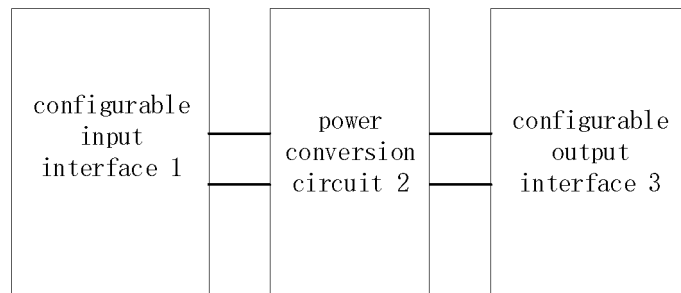 configurable
input
interface 1
power
conversion
circuit 2
configurable
output
interface 3